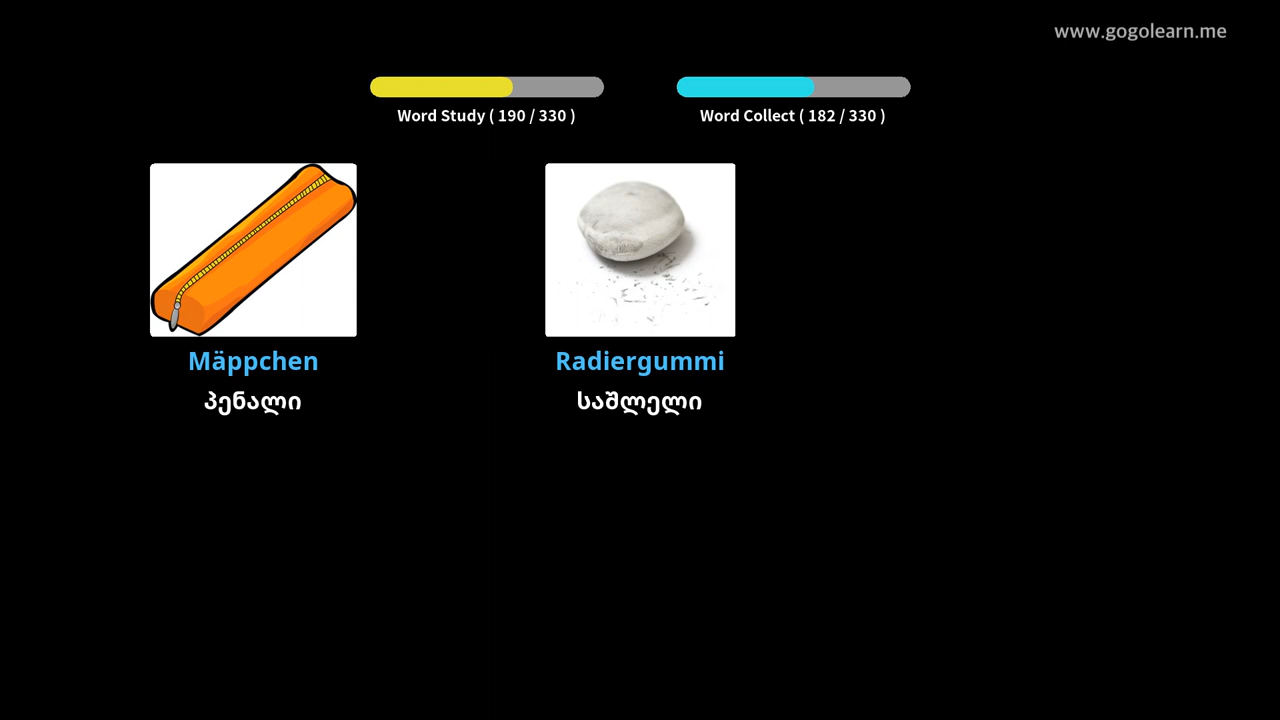 www.gogolearn.me
Word Study ( 190 / 330 )
Word Collect ( 182 / 330 )
Mäppchen
პენალი
Radiergummi
საშლელი